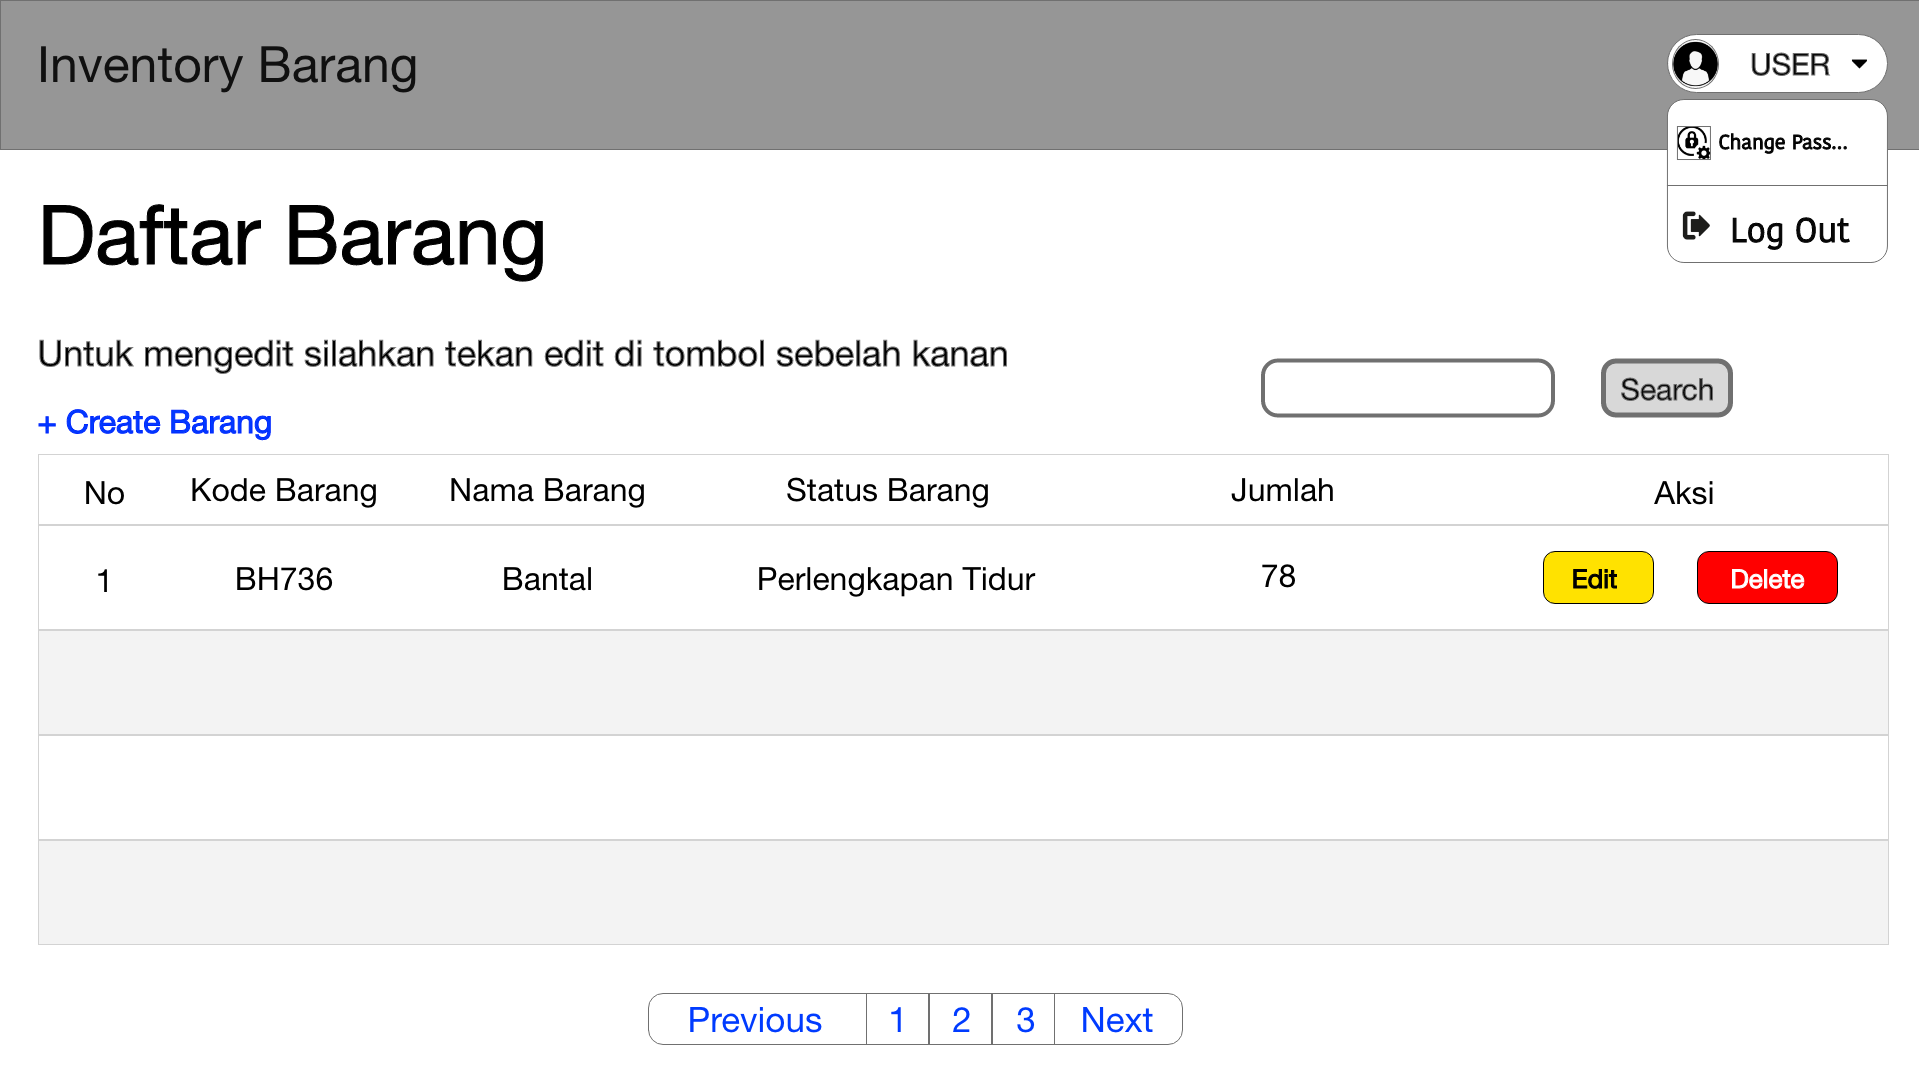 Inventory Barang
USER
Change Pass...
Log Out
Daftar Barang
Untuk mengedit silahkan tekan edit di tombol sebelah kanan
Search
+ Create Barang
No Kode Barang Nama Barang Status Barang Jumlah Aksi
1 BH736 Bantal Perlengkapan Tidur 78 Edit Delete
Previous 1 2 3 Next